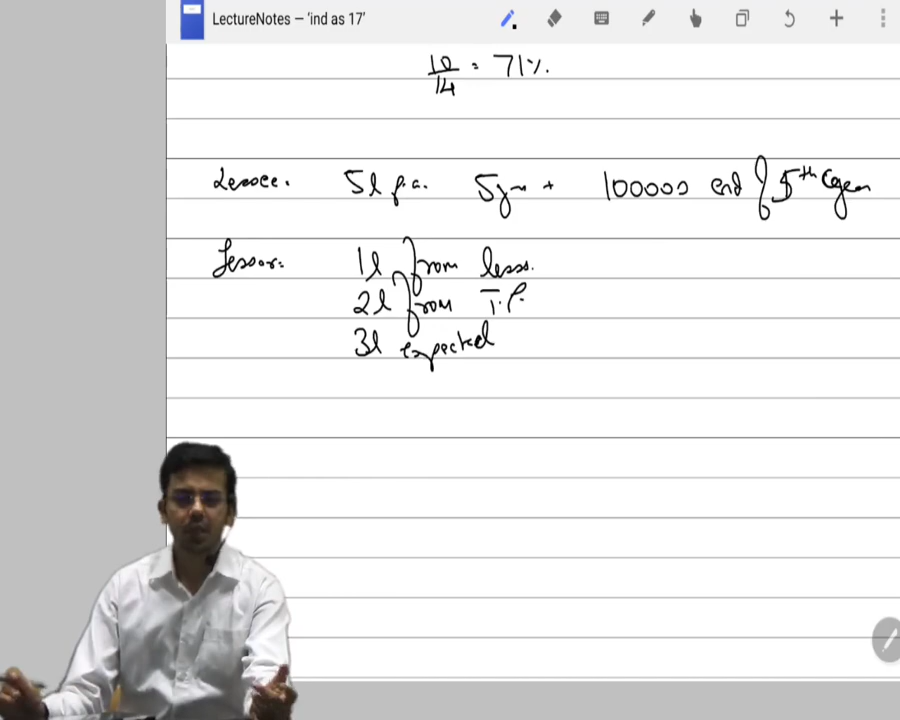 LectureNotes – 'ind as 17'
10/14 = 71%.
Lessee. 5l p.a. 5yrs + 100000 end of 5th year
Lessor:- 1l from lesse.
2l from T.P.
3l expected